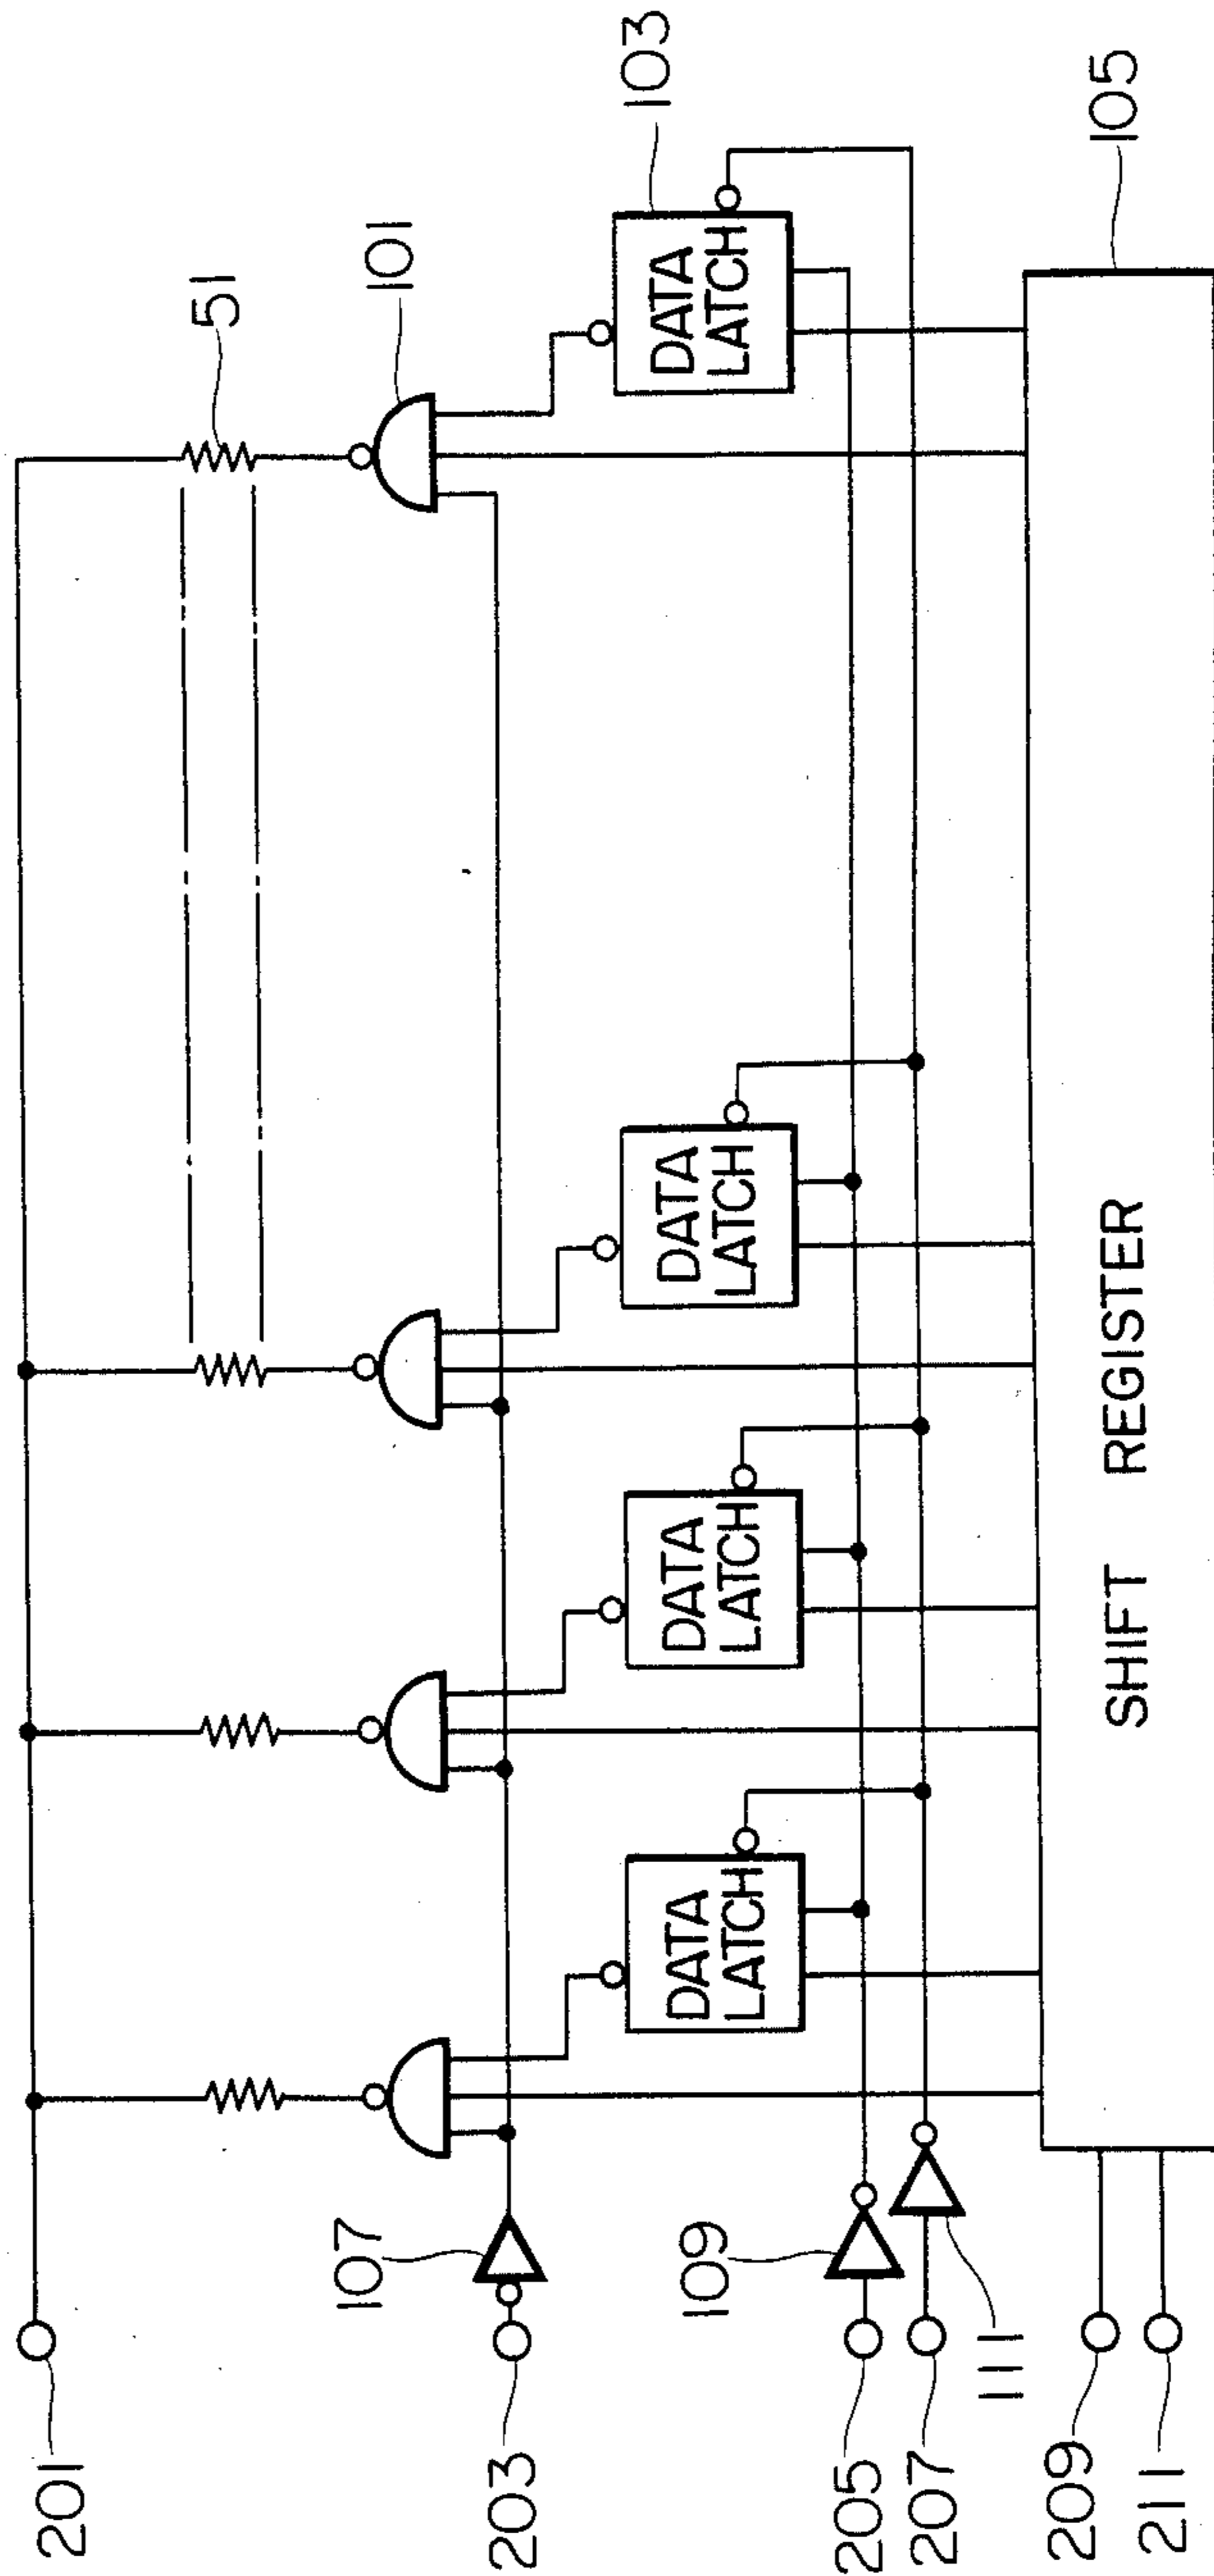 201
51
101
107
203
103
DATA
LATCH
DATA
LATCH
DATA
LATCH
DATA
LATCH
109
205
207
111
105
SHIFT REGISTER
209
211